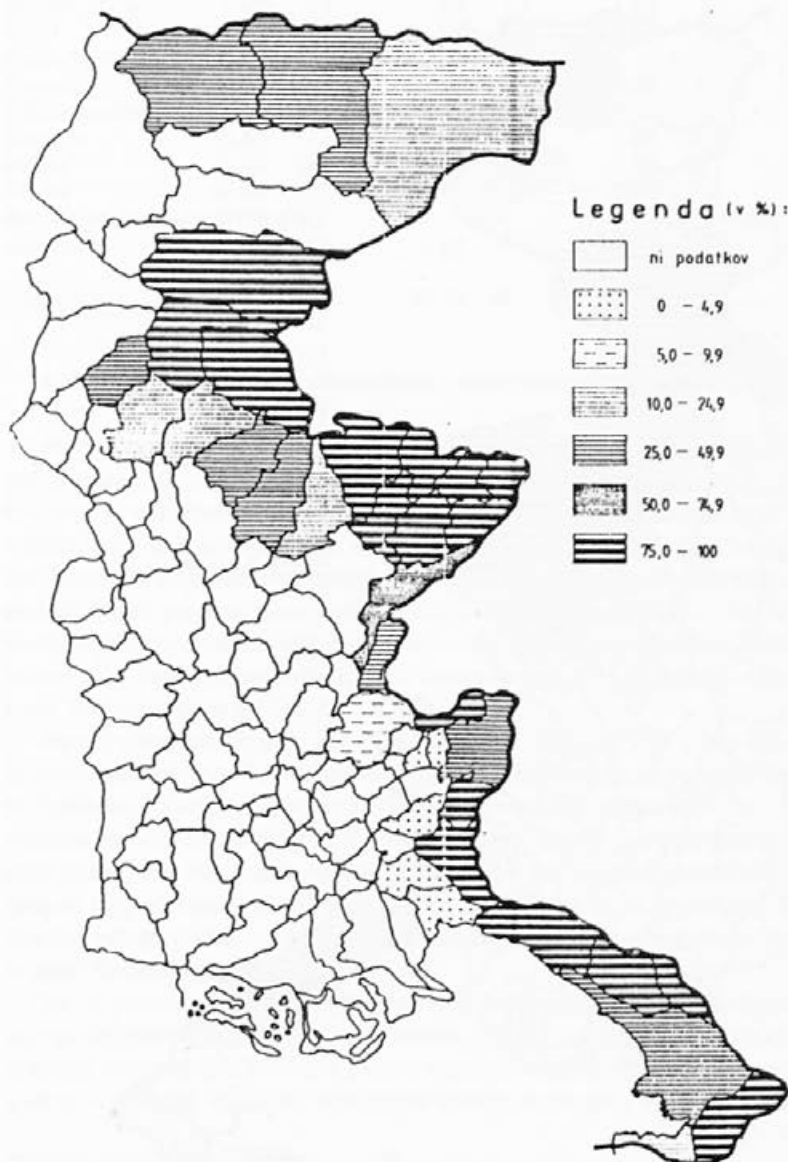 Legenda (v %):
ni podatkov
0 – 4,9
5,0 – 9,9
10,0 – 24,9
25,0 – 49,9
50,0 – 74,9
75,0 – 100